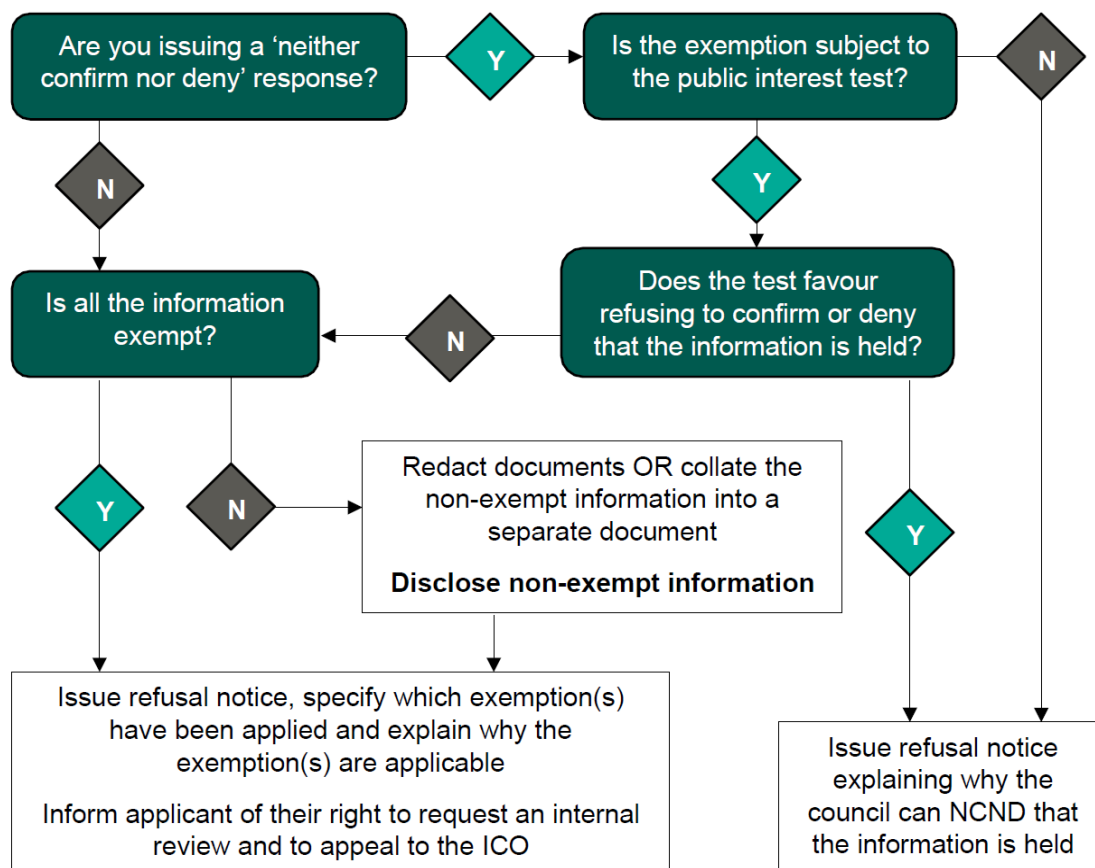 Are you issuing a ‘neither
confirm nor deny’ response?
Y
Is the exemption subject to
the public interest test?
N
N
Y
Is all the information
exempt?
N
Does the test favour
refusing to confirm or deny
that the information is held?
Y
N
Redact documents OR collate the
non-exempt information into a
separate document
Disclose non-exempt information
Y
Issue refusal notice, specify which exemption(s)
have been applied and explain why the
exemption(s) are applicable
Inform applicant of their right to request an internal
review and to appeal to the ICO
Issue refusal notice
explaining why the
council can NCND that
the information is held